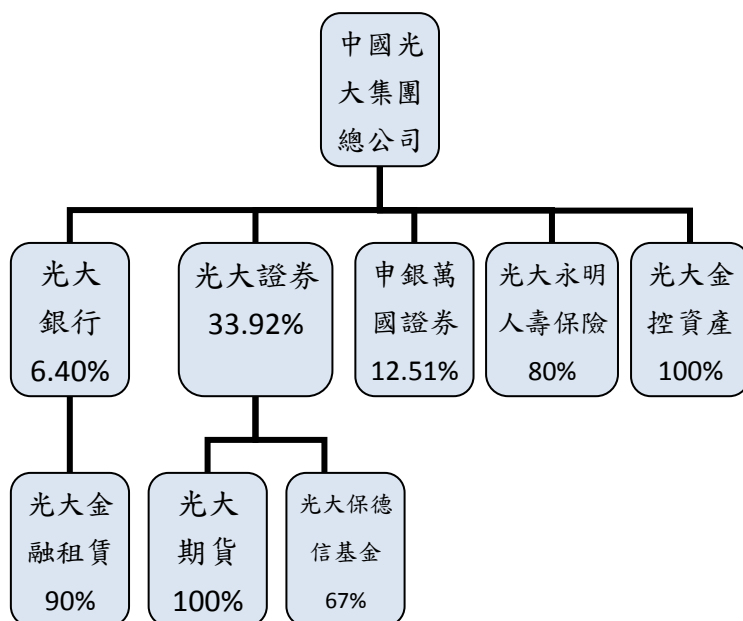 中國光
大集團
總公司
光大
銀行
6.40%
光大證券
33.92%
申銀萬
國證券
12.51%
光大永明
人壽保險
80%
光大金
控資產
100%
光大金
融租賃
90%
光大
期貨
100%
光大保德
信基金
67%